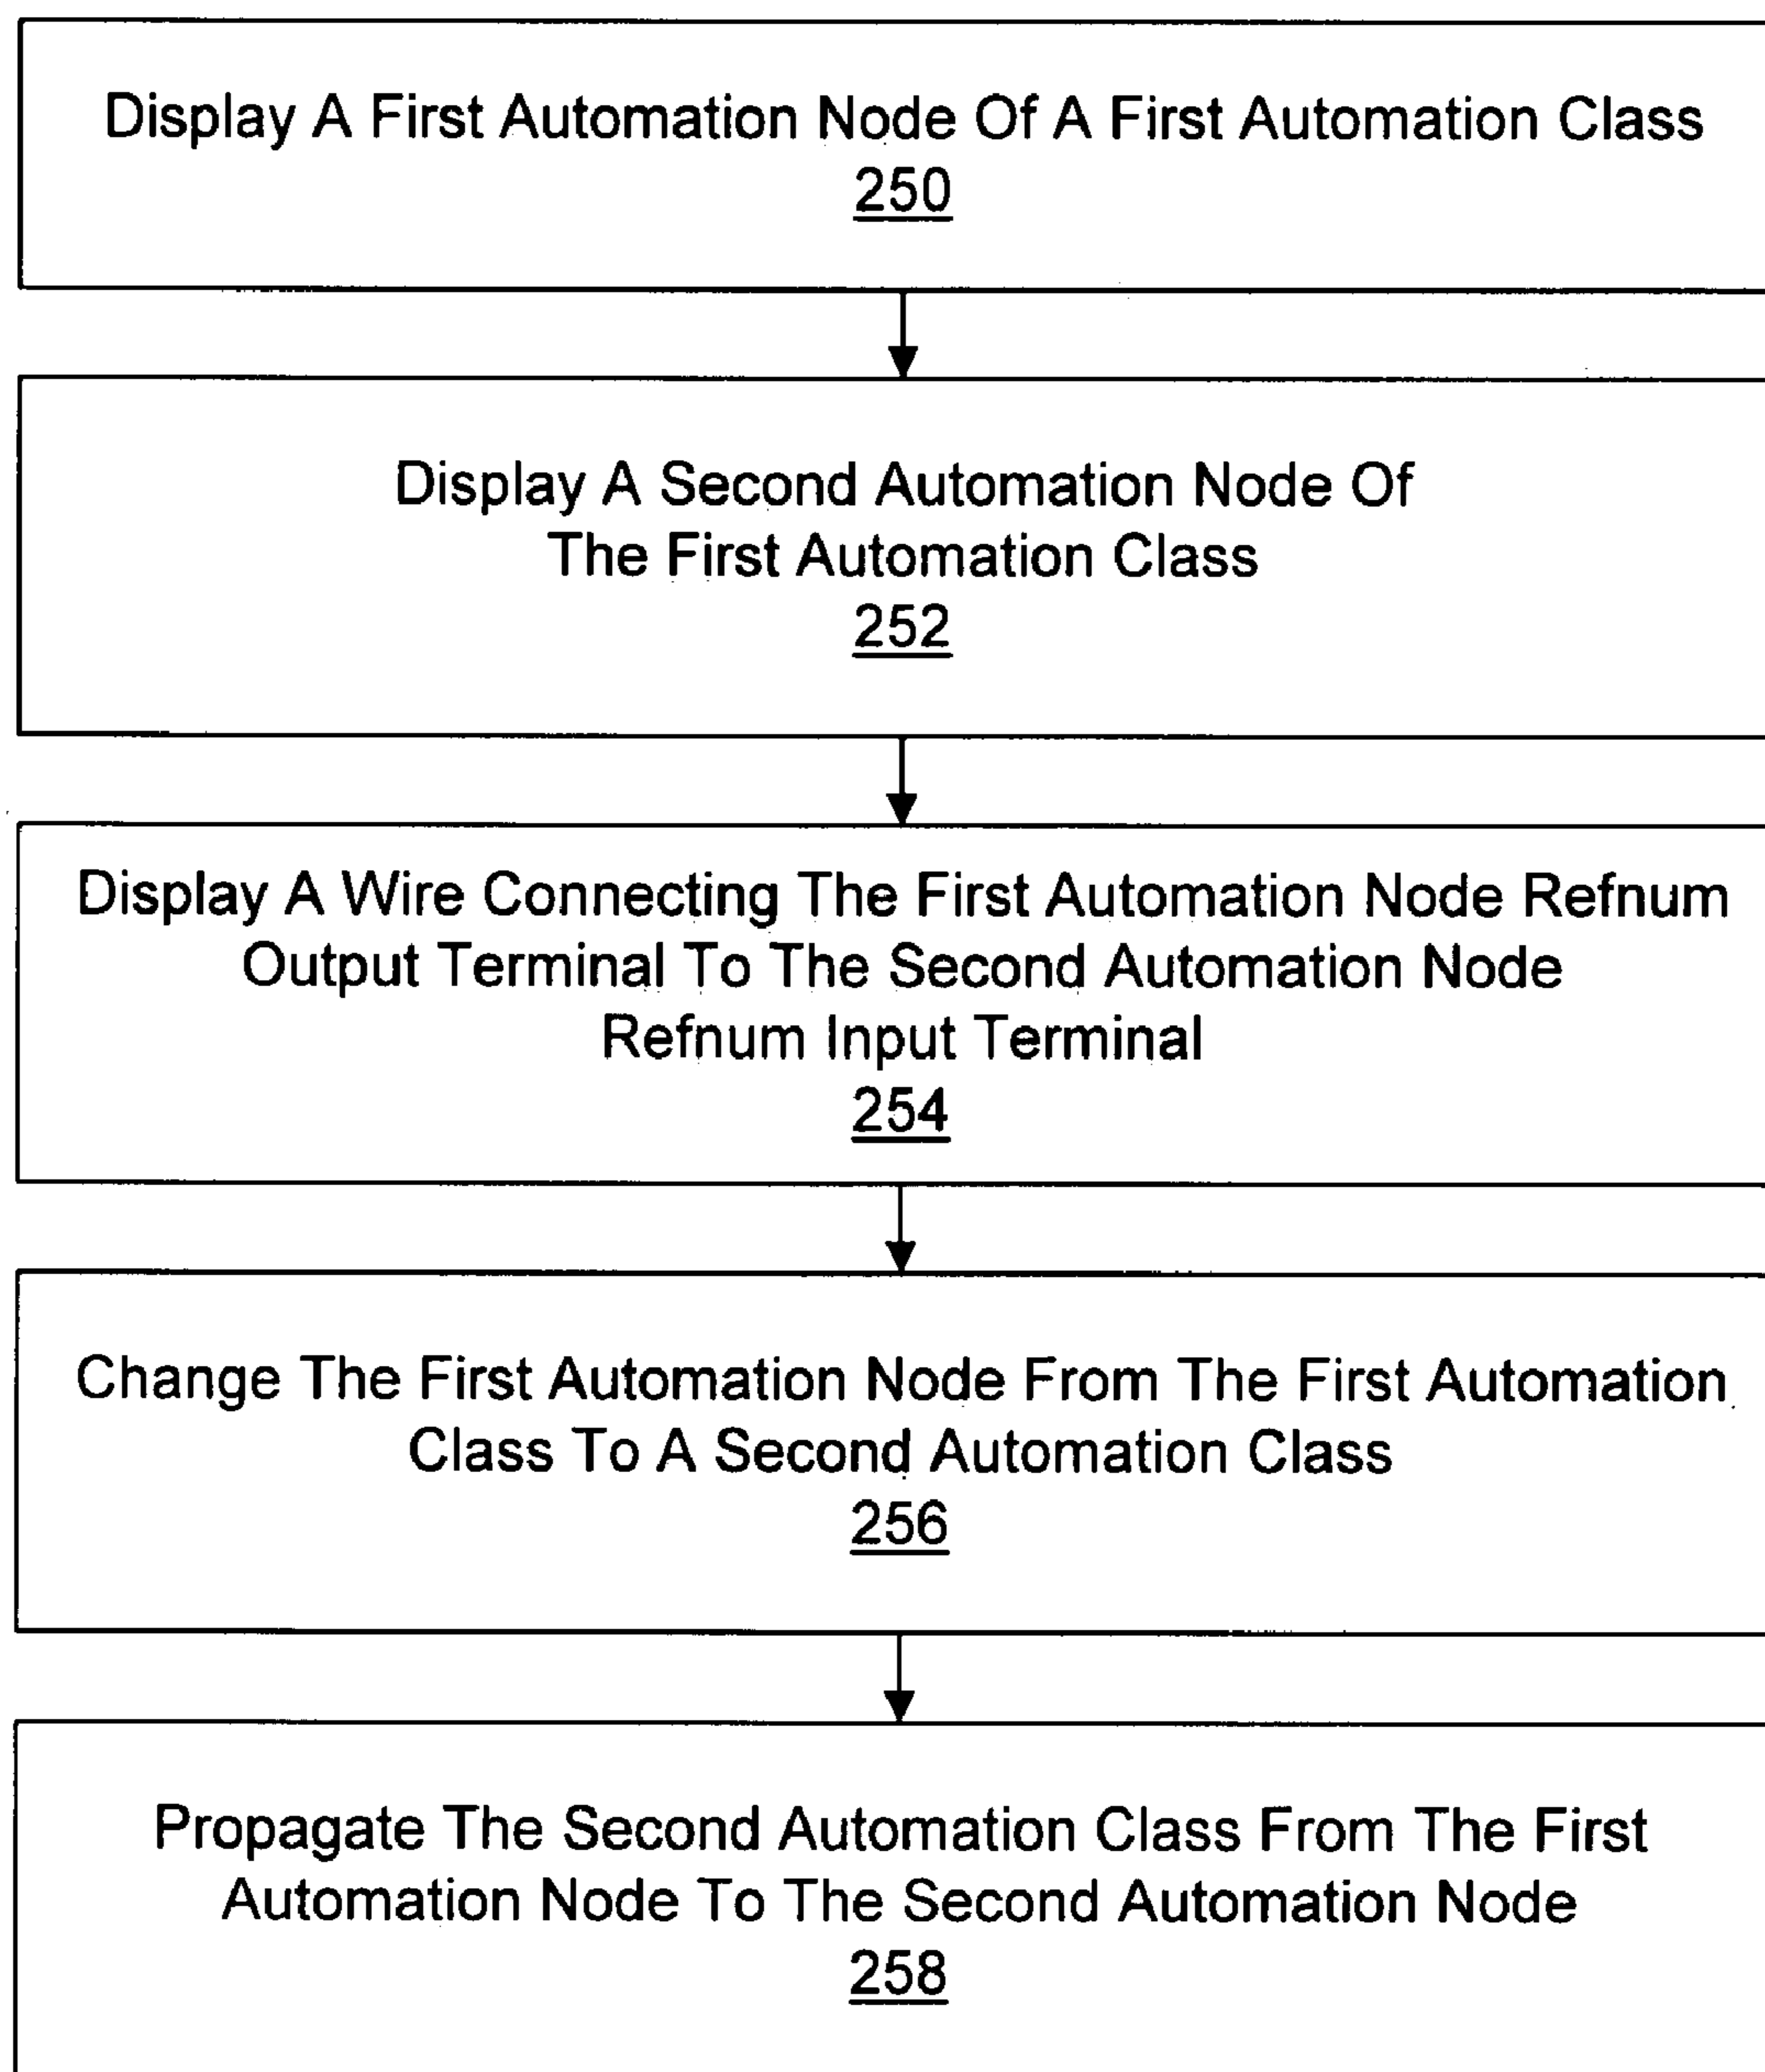 Display A First Automation Node Of A First Automation Class
250
Display A Second Automation Node Of
The First Automation Class
252
Display A Wire Connecting The First Automation Node Refnum
Output Terminal To The Second Automation Node
Refnum Input Terminal
254
Change The First Automation Node From The First Automation
Class To A Second Automation Class
256
Propagate The Second Automation Class From The First
Automation Node To The Second Automation Node
258